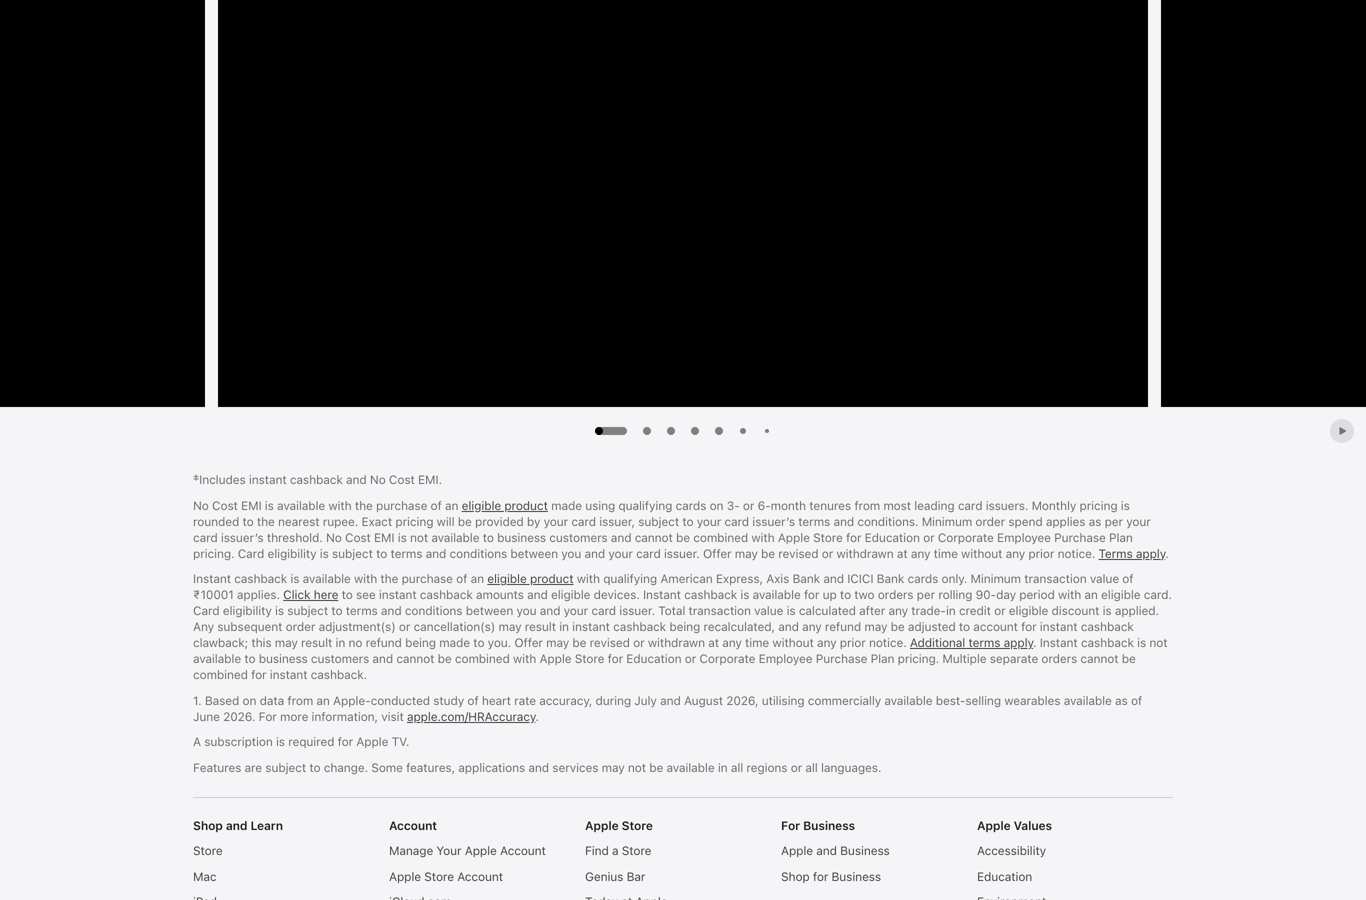 ‡Includes instant cashback and No Cost EMI.
No Cost EMI is available with the purchase of an eligible product made using qualifying cards on 3- or 6-month tenures from most leading card issuers. Monthly pricing is
rounded to the nearest rupee. Exact pricing will be provided by your card issuer, subject to your card issuer’s terms and conditions. Minimum order spend applies as per your
card issuer’s threshold. No Cost EMI is not available to business customers and cannot be combined with Apple Store for Education or Corporate Employee Purchase Plan
pricing. Card eligibility is subject to terms and conditions between you and your card issuer. Offer may be revised or withdrawn at any time without any prior notice. Terms apply.
Instant cashback is available with the purchase of an eligible product with qualifying American Express, Axis Bank and ICICI Bank cards only. Minimum transaction value of
₹10001 applies. Click here to see instant cashback amounts and eligible devices. Instant cashback is available for up to two orders per rolling 90-day period with an eligible card.
Card eligibility is subject to terms and conditions between you and your card issuer. Total transaction value is calculated after any trade-in credit or eligible discount is applied.
Any subsequent order adjustment(s) or cancellation(s) may result in instant cashback being recalculated, and any refund may be adjusted to account for instant cashback
clawback; this may result in no refund being made to you. Offer may be revised or withdrawn at any time without any prior notice. Additional terms apply. Instant cashback is not
available to business customers and cannot be combined with Apple Store for Education or Corporate Employee Purchase Plan pricing. Multiple separate orders cannot be
combined for instant cashback.
1. Based on data from an Apple-conducted study of heart rate accuracy, during July and August 2026, utilising commercially available best-selling wearables available as of
June 2026. For more information, visit apple.com/HRAccuracy.
A subscription is required for Apple TV.
Features are subject to change. Some features, applications and services may not be available in all regions or all languages.
Shop and Learn
Store
Mac
Account
Manage Your Apple Account
Apple Store Account
Apple Store
Find a Store
Genius Bar
For Business
Apple and Business
Shop for Business
Apple Values
Accessibility
Education